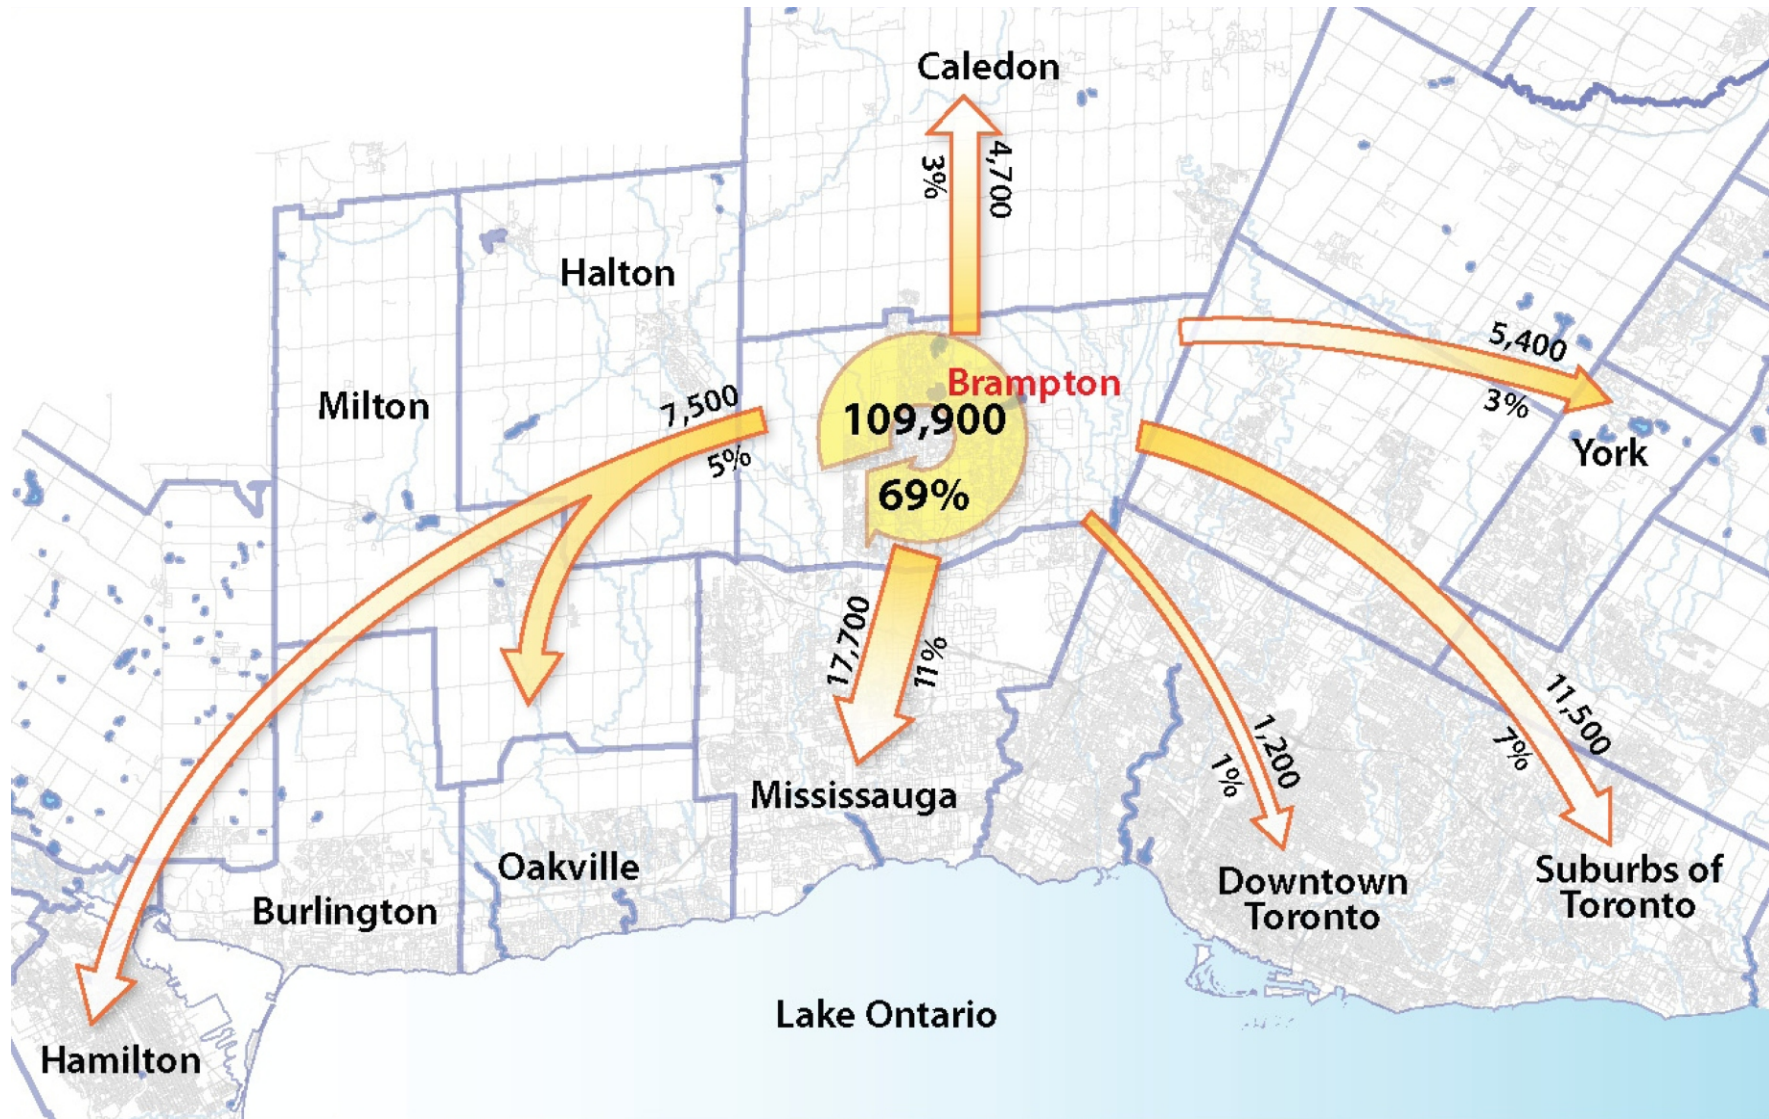 Caledon
3%
4,700
Halton
Milton
7,500
5%
Brampton
109,900
69%
5,400
3%
York
17,700
11%
11,500
7%
1,200
1%
Mississauga
Oakville
Burlington
Downtown
Toronto
Suburbs of
Toronto
Lake Ontario
Hamilton